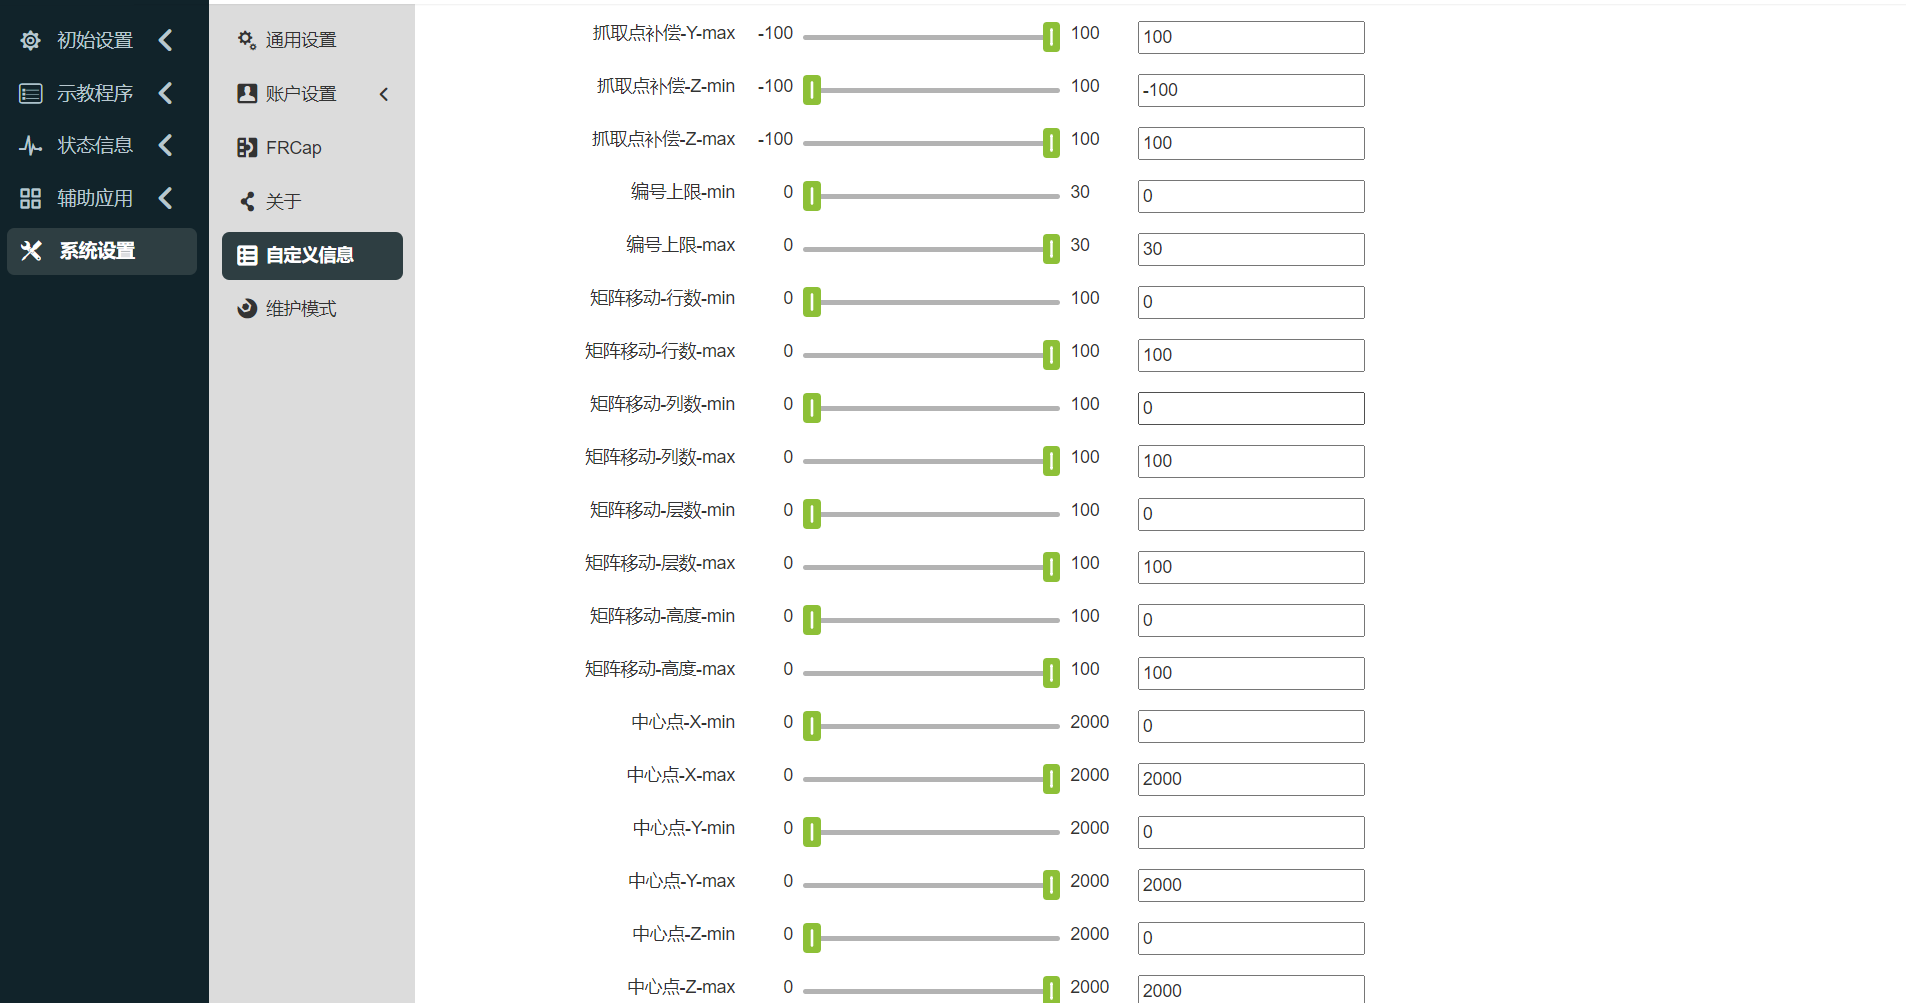 初始设置
示教程序
状态信息
辅助应用
系统设置
通用设置
账户设置
FRCap
关于
自定义信息
维护模式
抓取点补偿-Y-max -100 100 100
抓取点补偿-Z-min -100 100 -100
抓取点补偿-Z-max -100 100 100
编号上限-min 0 30 0
编号上限-max 0 30 30
矩阵移动-行数-min 0 100 0
矩阵移动-行数-max 0 100 100
矩阵移动-列数-min 0 100 0
矩阵移动-列数-max 0 100 100
矩阵移动-层数-min 0 100 0
矩阵移动-层数-max 0 100 100
矩阵移动-高度-min 0 100 0
矩阵移动-高度-max 0 100 100
中心点-X-min 0 2000 0
中心点-X-max 0 2000 2000
中心点-Y-min 0 2000 0
中心点-Y-max 0 2000 2000
中心点-Z-min 0 2000 0
中心点-Z-max 0 2000 2000